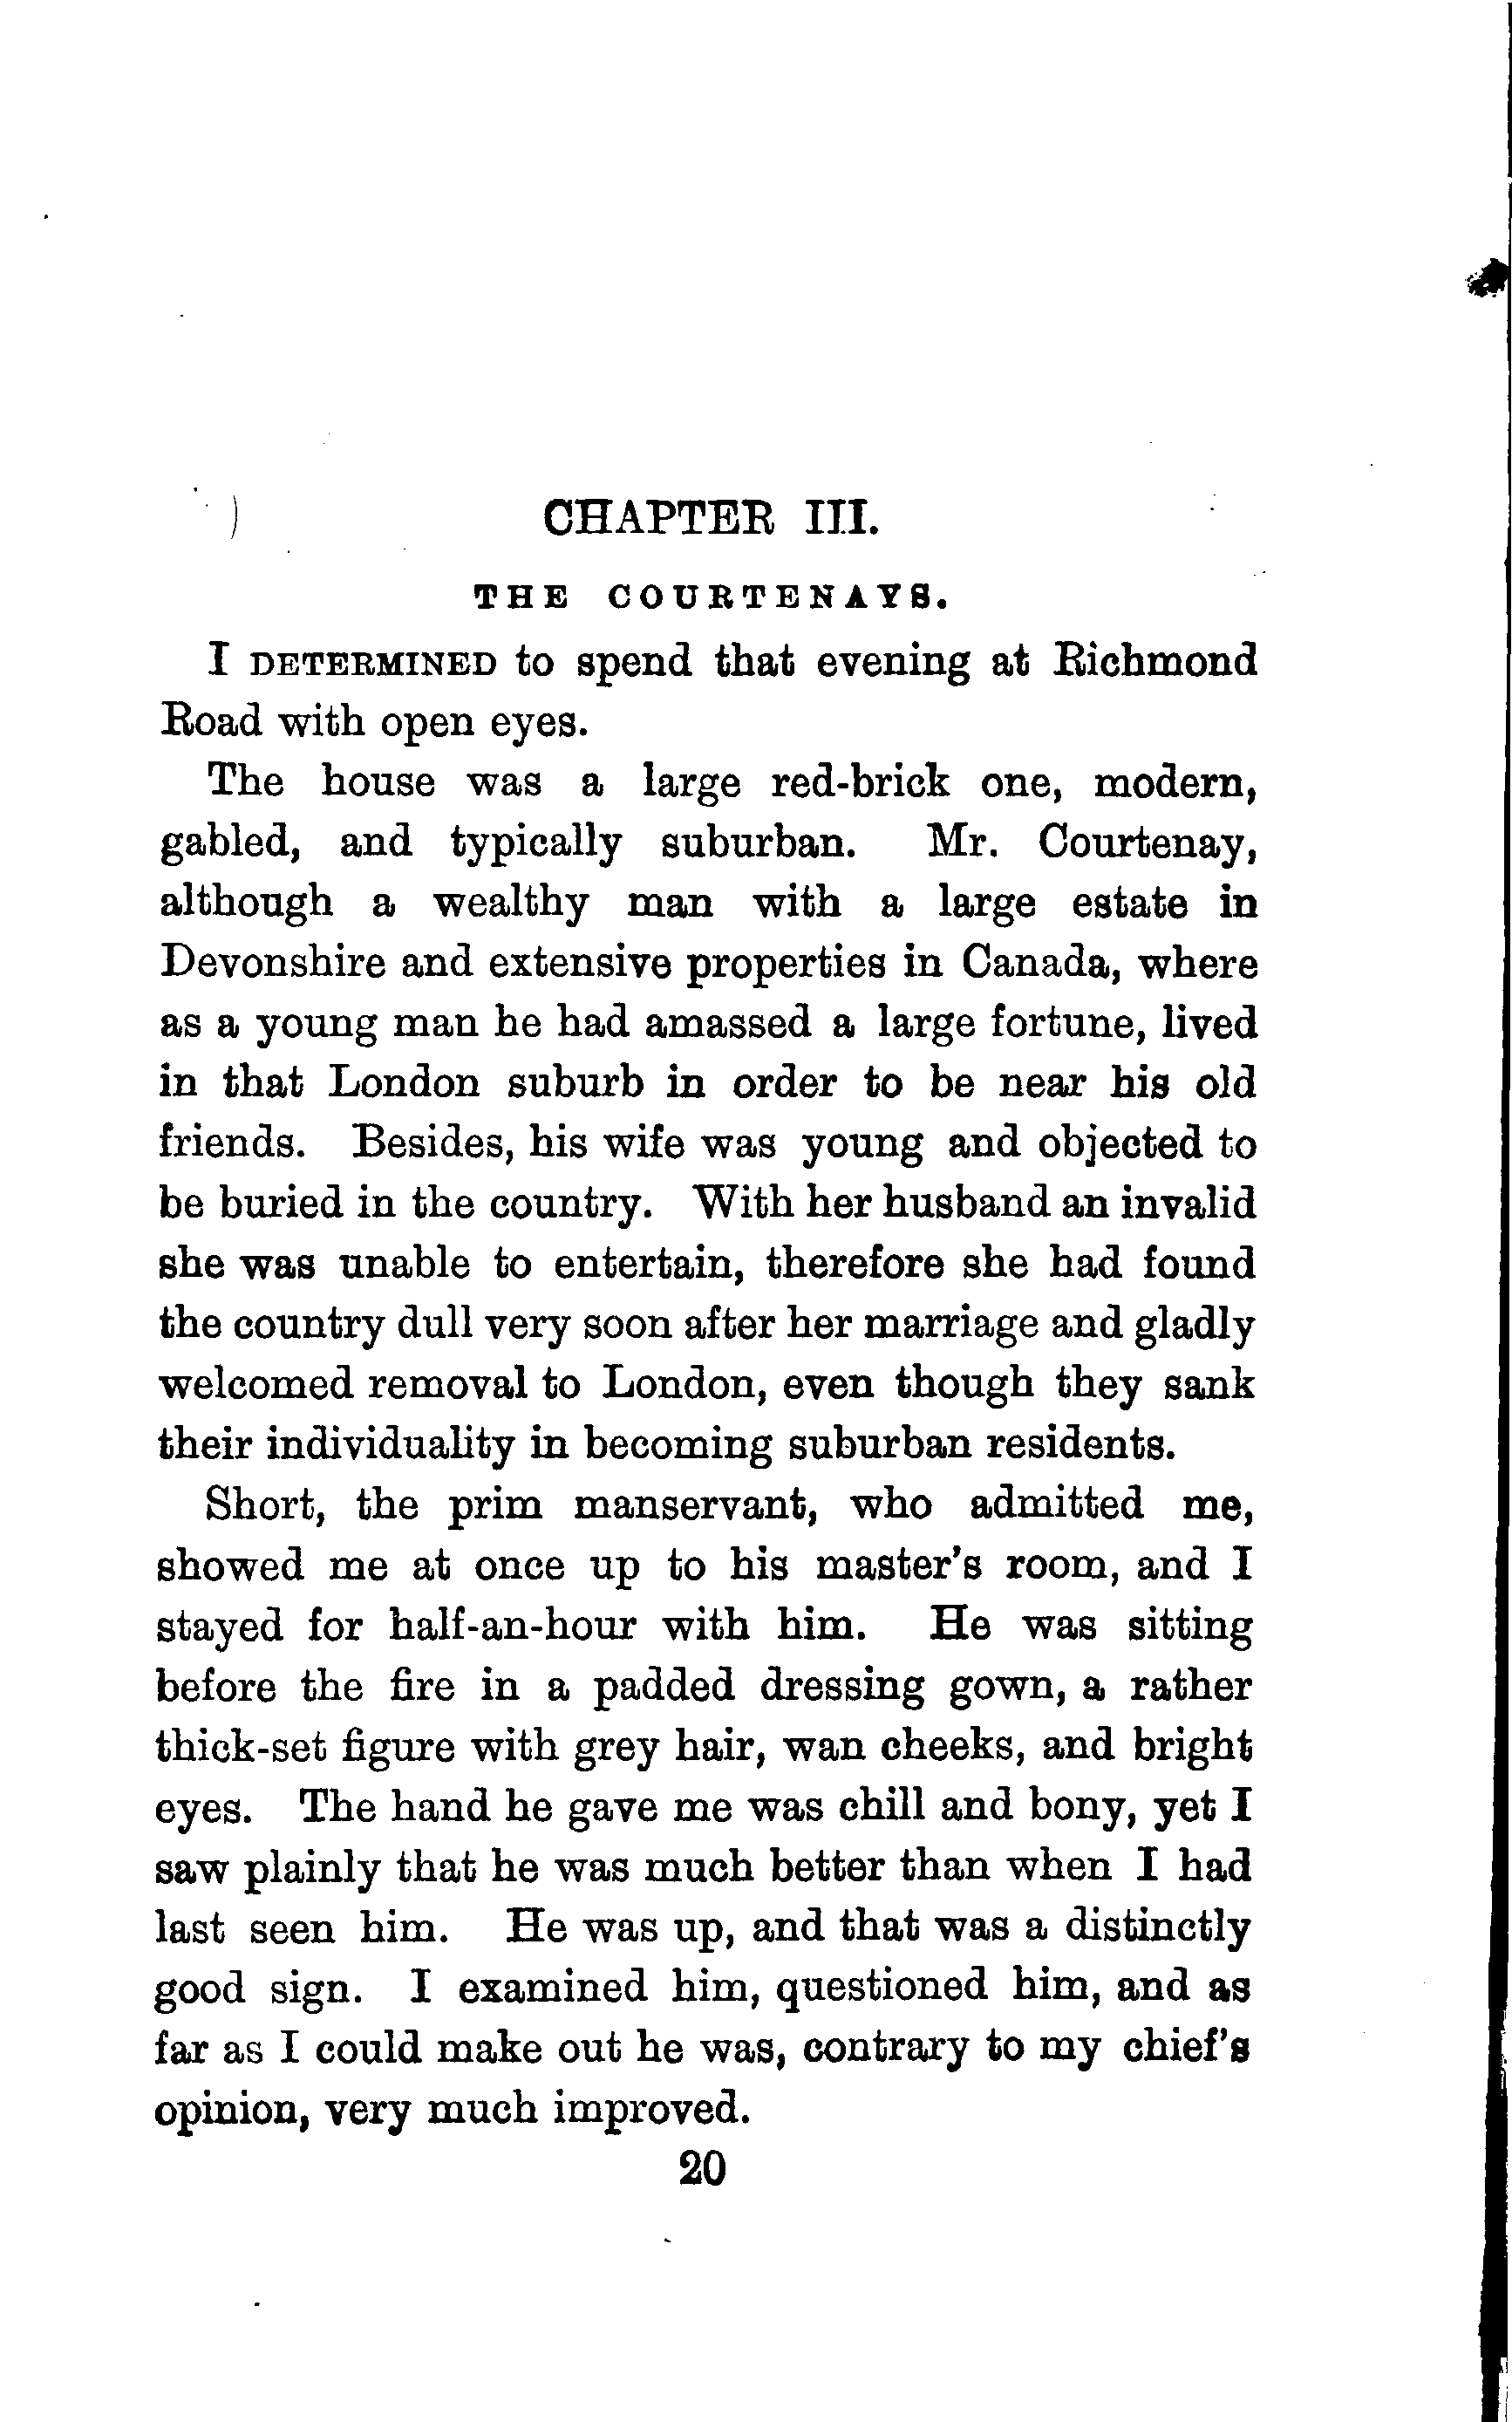 CHAPTER III.
THE COURTENAYS.
I DETERMINED to spend that evening at Richmond
Road with open eyes.
The house was a large red-brick one, modern,
gabled, and typically suburban. Mr. Courtenay,
although a wealthy man with a large estate in
Devonshire and extensive properties in Canada, where
as a young man he had amassed a large fortune, lived
in that London suburb in order to be near his old
friends. Besides, his wife was young and objected to
be buried in the country. With her husband an invalid
she was unable to entertain, therefore she had found
the country dull very soon after her marriage and gladly
welcomed removal to London, even though they sank
their individuality in becoming suburban residents.
Short, the prim manservant, who admitted me,
showed me at once up to his master's room, and I
stayed for half-an-hour with him. He was sitting
before the fire in a padded dressing gown, a rather
thick-set figure with grey hair, wan cheeks, and bright
eyes. The hand he gave me was chill and bony, yet I
saw plainly that he was much better than when I had
last seen him. He was up, and that was a distinctly
good sign. I examined him, questioned him, and as
far as I could make out he was, contrary to my chief's
opinion, very much improved.
20